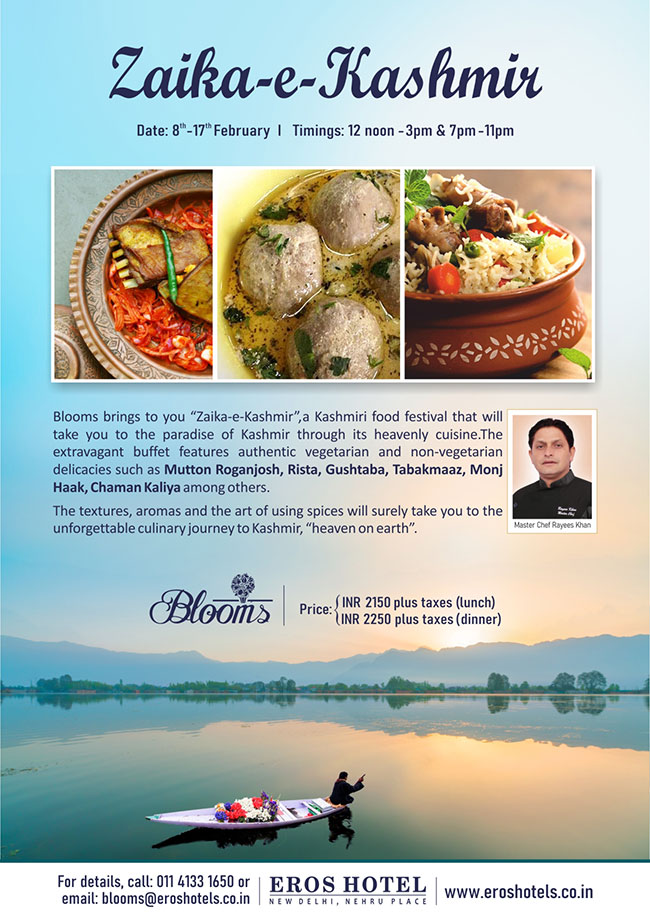 Zaika-e-Kashmir
Date: 8th-17th February I Timings: 12 noon -3pm & 7pm -11pm
Blooms brings to you “Zaika-e-Kashmir”,a Kashmiri food festival that will
take you to the paradise of Kashmir through its heavenly cuisine.The
extravagant buffet features authentic vegetarian and non-vegetarian
delicacies such as Mutton Roganjosh, Rista, Gushtaba, Tabakmaaz, Monj
Haak, Chaman Kaliya among others.
The textures, aromas and the art of using spices will surely take you to the
unforgettable culinary journey to Kashmir, “heaven on earth”.
Rayees Khan
Master Chef
Master Chef Rayees Khan
Blooms
Price:
INR 2150 plus taxes (lunch)
INR 2250 plus taxes (dinner)
For details, call: 011 4133 1650 or
email: blooms@eroshotels.co.in
EROS HOTEL
NEW DELHI, NEHRU PLACE
www.eroshotels.co.in